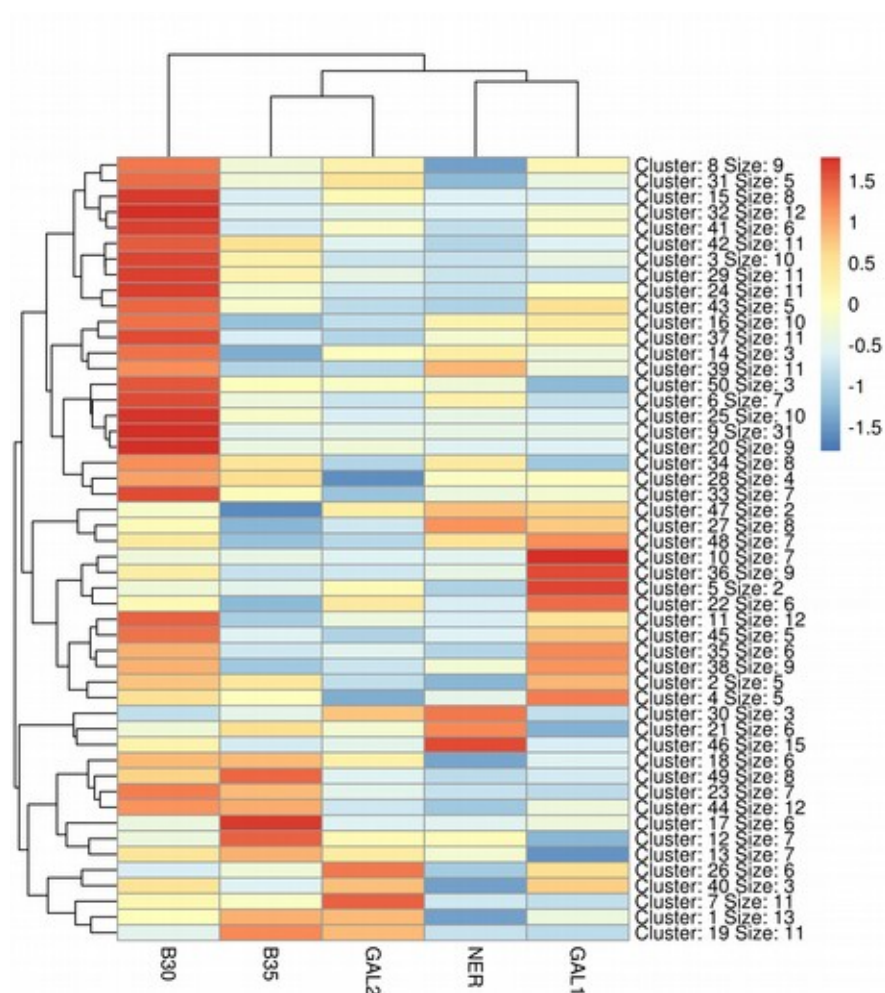 Cluster: 8 Size: 9
Cluster: 31 Size: 5
Cluster: 15 Size: 8
Cluster: 32 Size: 12
Cluster: 41 Size: 6
Cluster: 42 Size: 11
Cluster: 3 Size: 10
Cluster: 29 Size: 11
Cluster: 24 Size: 11
Cluster: 43 Size: 5
Cluster: 16 Size: 10
Cluster: 37 Size: 11
Cluster: 14 Size: 3
Cluster: 39 Size: 11
Cluster: 50 Size: 3
Cluster: 6 Size: 7
Cluster: 25 Size: 10
Cluster: 9 Size: 31
Cluster: 20 Size: 9
Cluster: 34 Size: 8
Cluster: 28 Size: 4
Cluster: 33 Size: 7
Cluster: 47 Size: 2
Cluster: 27 Size: 8
Cluster: 48 Size: 7
Cluster: 10 Size: 7
Cluster: 36 Size: 9
Cluster: 5 Size: 2
Cluster: 22 Size: 6
Cluster: 11 Size: 12
Cluster: 45 Size: 5
Cluster: 35 Size: 6
Cluster: 38 Size: 9
Cluster: 2 Size: 5
Cluster: 4 Size: 5
Cluster: 30 Size: 3
Cluster: 21 Size: 6
Cluster: 46 Size: 15
Cluster: 18 Size: 6
Cluster: 49 Size: 8
Cluster: 23 Size: 7
Cluster: 44 Size: 12
Cluster: 17 Size: 6
Cluster: 12 Size: 7
Cluster: 13 Size: 7
Cluster: 26 Size: 6
Cluster: 40 Size: 3
Cluster: 7 Size: 11
Cluster: 1 Size: 13
Cluster: 19 Size: 11
1.5
1
0.5
0
-0.5
-1
-1.5
B30
B35
GAL2
NER
GAL1